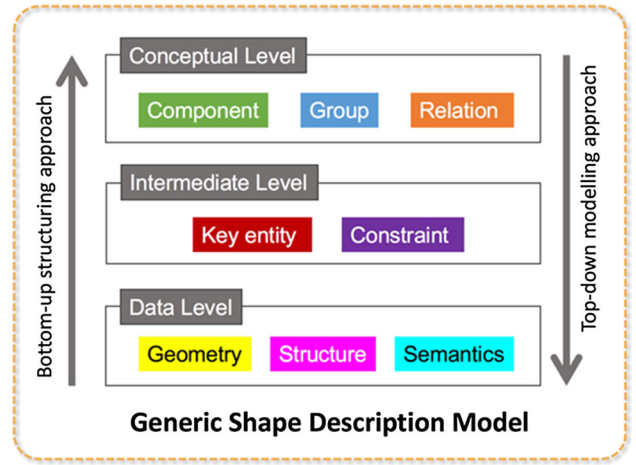 Conceptual Level
Component
Group
Relation
Intermediate Level
Key entity
Constraint
Data Level
Geometry
Structure
Semantics
Bottom-up structuring approach
Top-down modelling approach
Generic Shape Description Model